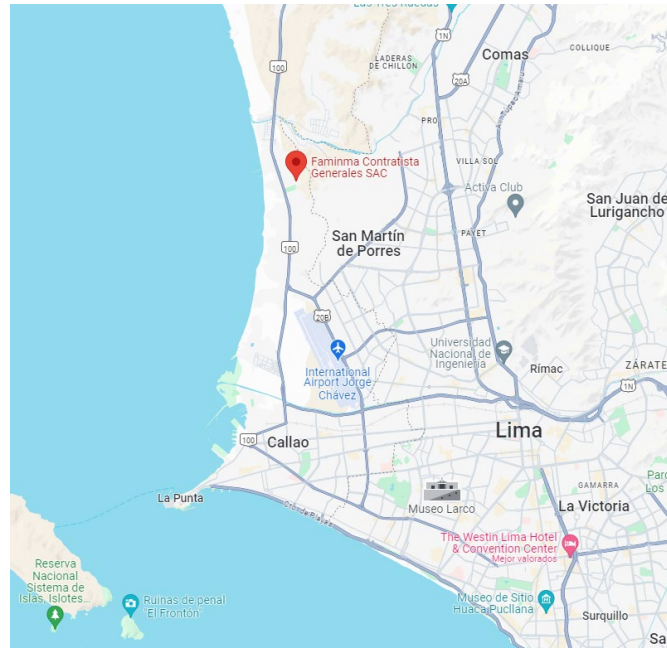 1N
Comas
COLLIQUE
LADERAS
DE CHILLON
100
20A
PRO
VILLA SOL
Faminma Contratista
Generales SAC
Activa Club
San Juan de
Lurigancho
San Martín
de Porres
PAYET
100
20B
Universidad
Nacional de
Ingeniería
International
Airport Jorge
Chávez
Rímac
ZÁRATE
1N
Lima
100
Callao
GAMARRA
La Punta
Museo Larco
La Victoria
The Westin Lima Hotel
& Convention Center
Mejor valorados
Reserva
Nacional
Sistema de
Islas, Islotes...
Ruinas de penal
"El Frontón"
Museo de Sitio
Huaca Pucllana
Surquillo